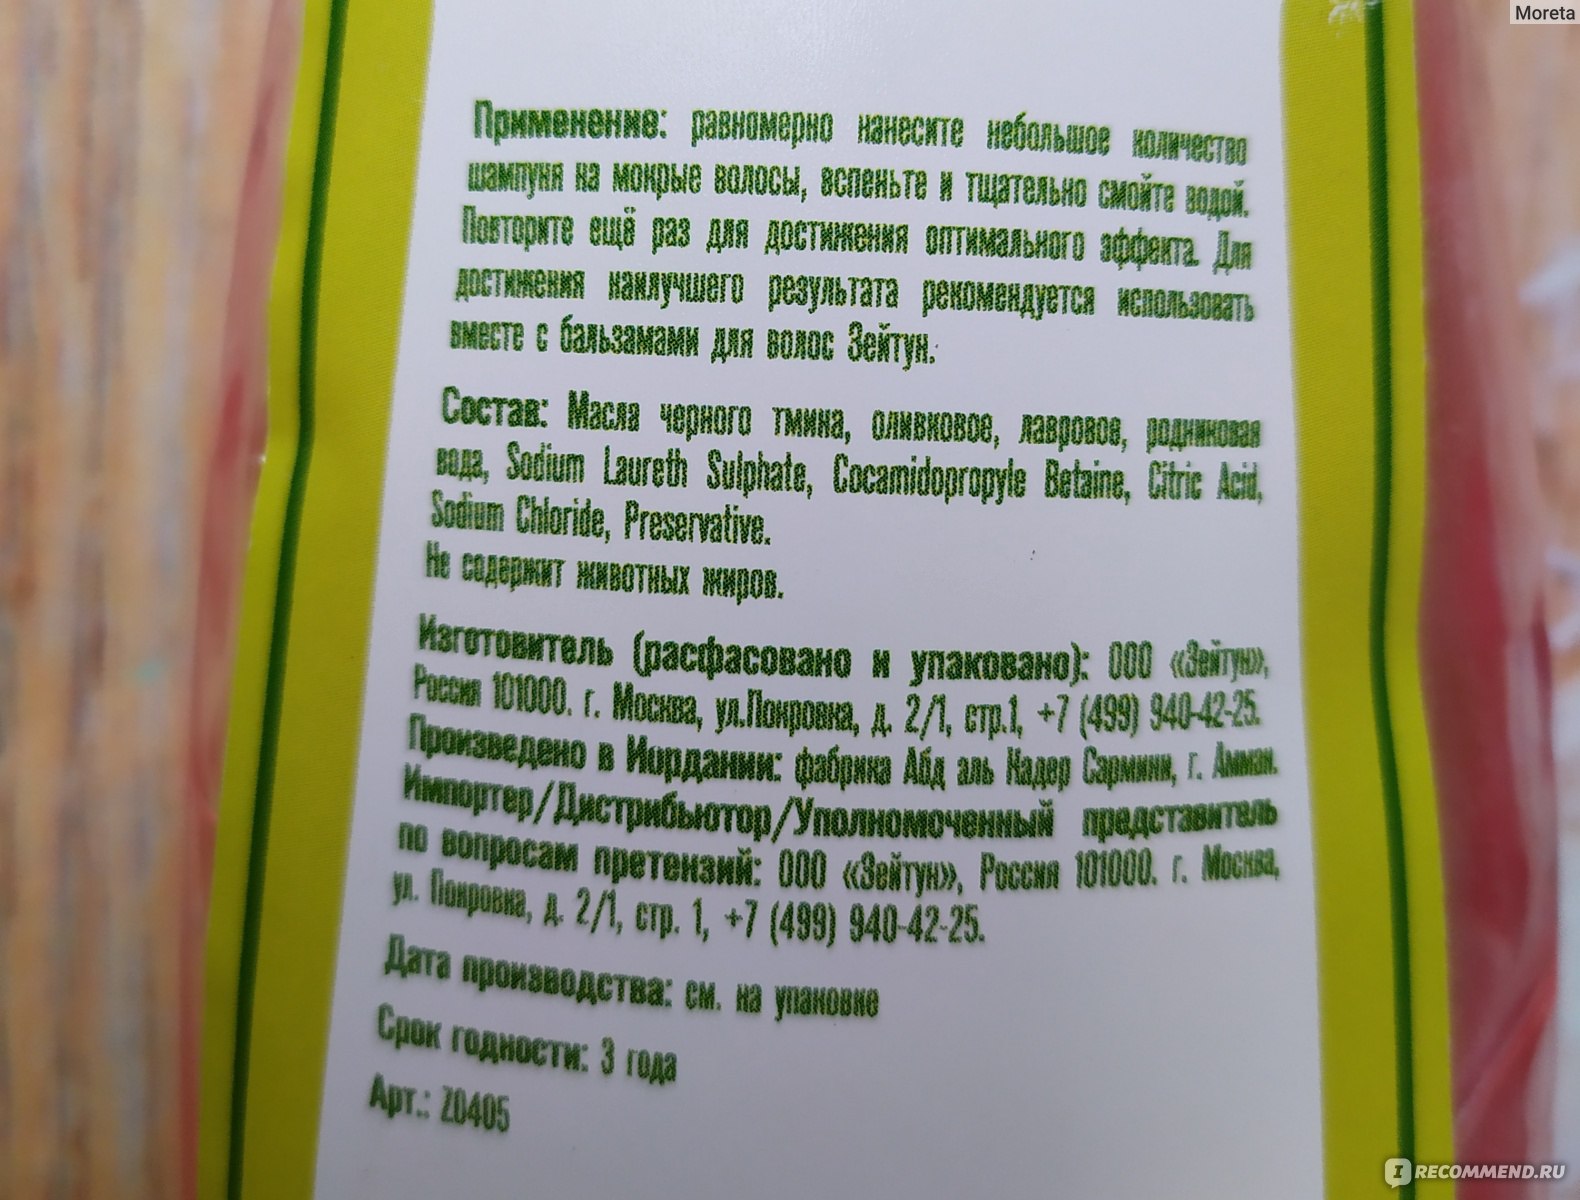 Moreta
Применение: равномерно нанесите небольшое количество
шампуня на мокрые волосы, вспеньте и тщательно смойте водой.
Повторите ещё раз для достижения оптимального эффекта. Для
достижения наилучшего результата рекомендуется использовать
вместе с бальзамами для волос Зейтун.
Состав: Масла черного тмина, оливковое, лавровое, родниковая
вода, Sodium Laureth Sulphate, Cocamidopropyle Betaine, Citric Acid,
Sodium Chloride, Preservative.
Не содержит животных жиров.
Изготовитель (расфасовано и упаковано): ООО «Зейтун»,
Россия 101000. г. Москва, ул.Покровка, д. 2/1, стр.1, +7 (499) 940-42-25.
Произведено в Иордании: фабрика Абд аль Кадер Сармини, г. Амман.
Импортер/Дистрибьютор/Уполномоченный представитель
по вопросам претензий: ООО «Зейтун», Россия 101000. г. Москва,
ул. Покровка, д. 2/1, стр. 1, +7 (499) 940-42-25.
Дата производства: см. на упаковке
Срок годности: 3 года
Арт.: Z0405
IRECOMMEND.RU